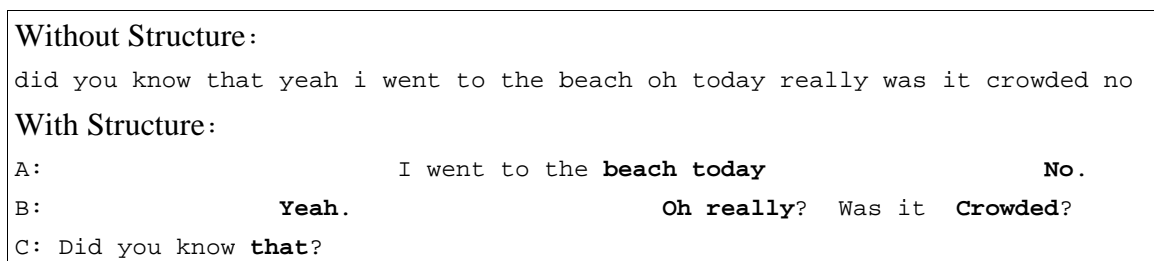 Without Structure:
did you know that yeah i went to the beach oh today really was it crowded no
With Structure:
A: I went to the beach today No.
B: Yeah. Oh really? Was it Crowded?
C: Did you know that?